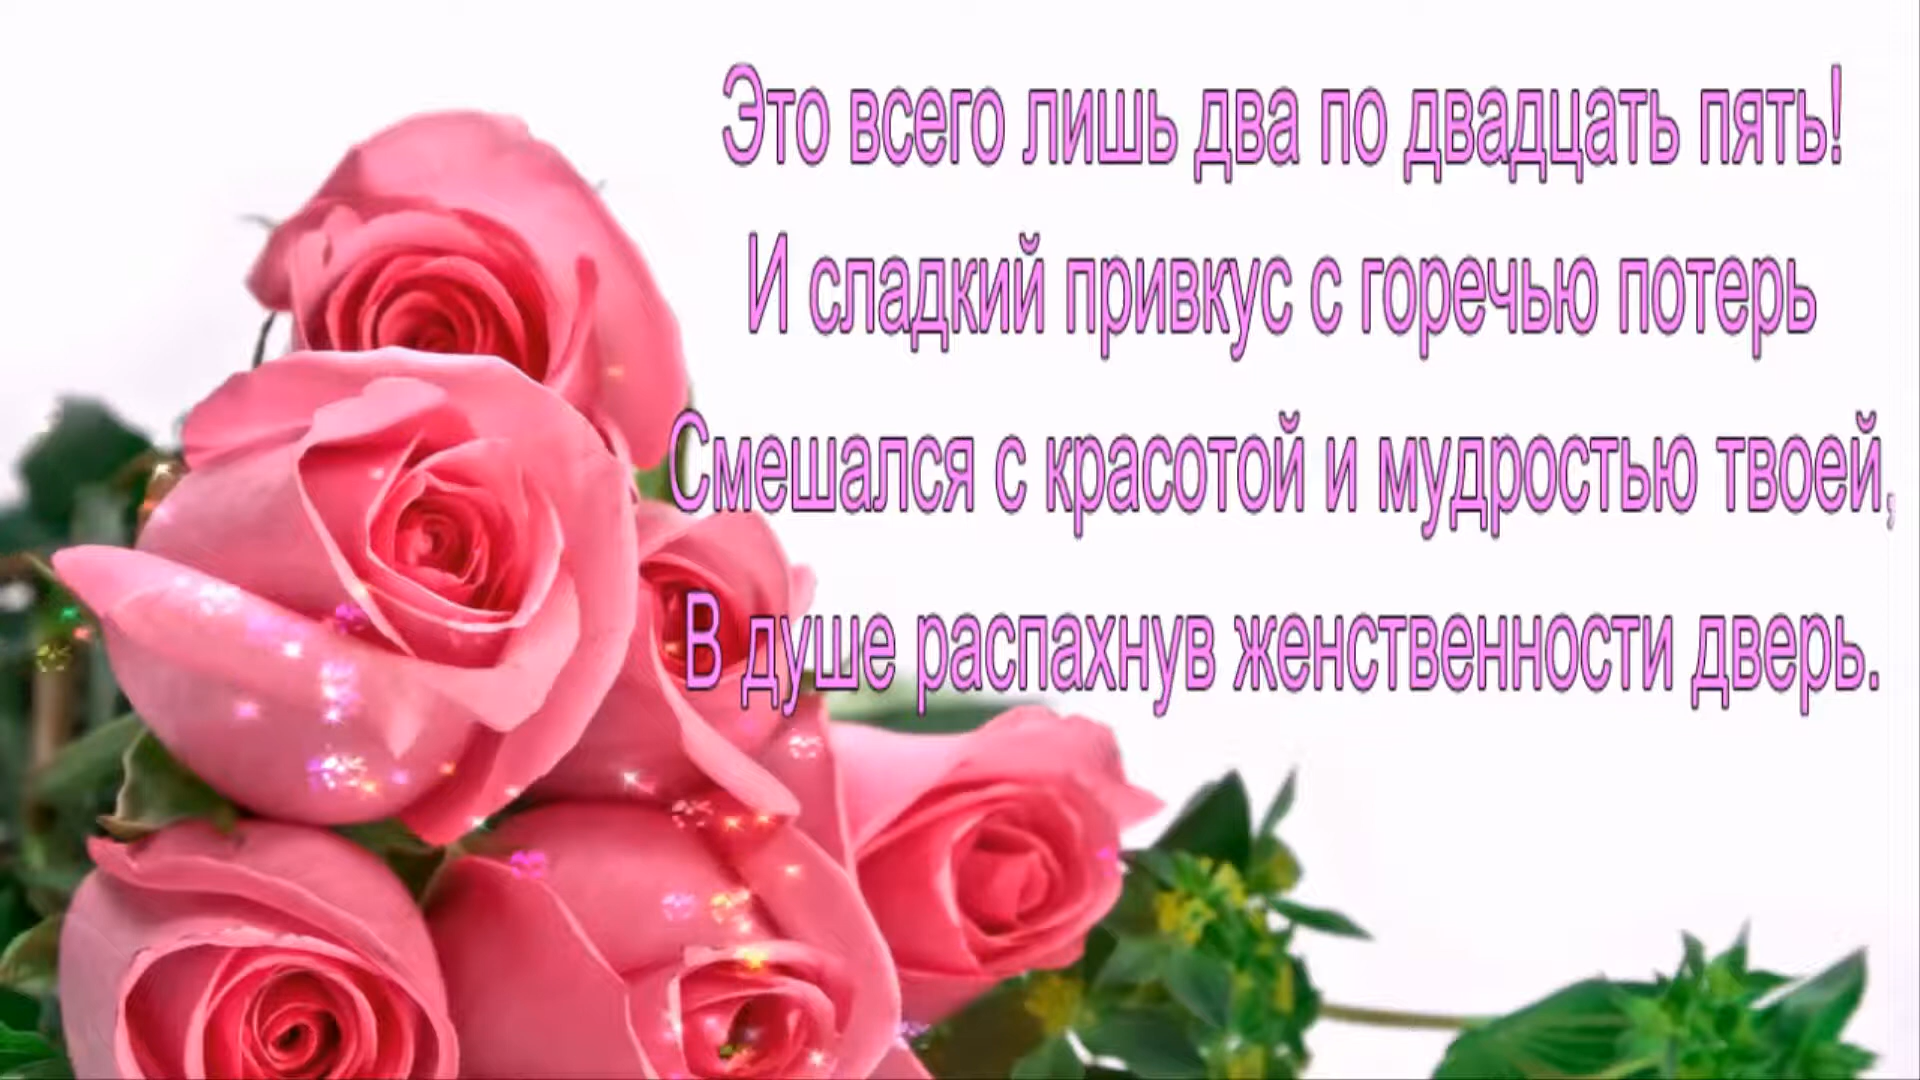 Это всего лишь два по двадцать пять!
И сладкий привкус с горечью потерь
Смешался с красотой и мудростью твоей,
В душе распахнув женственности дверь.